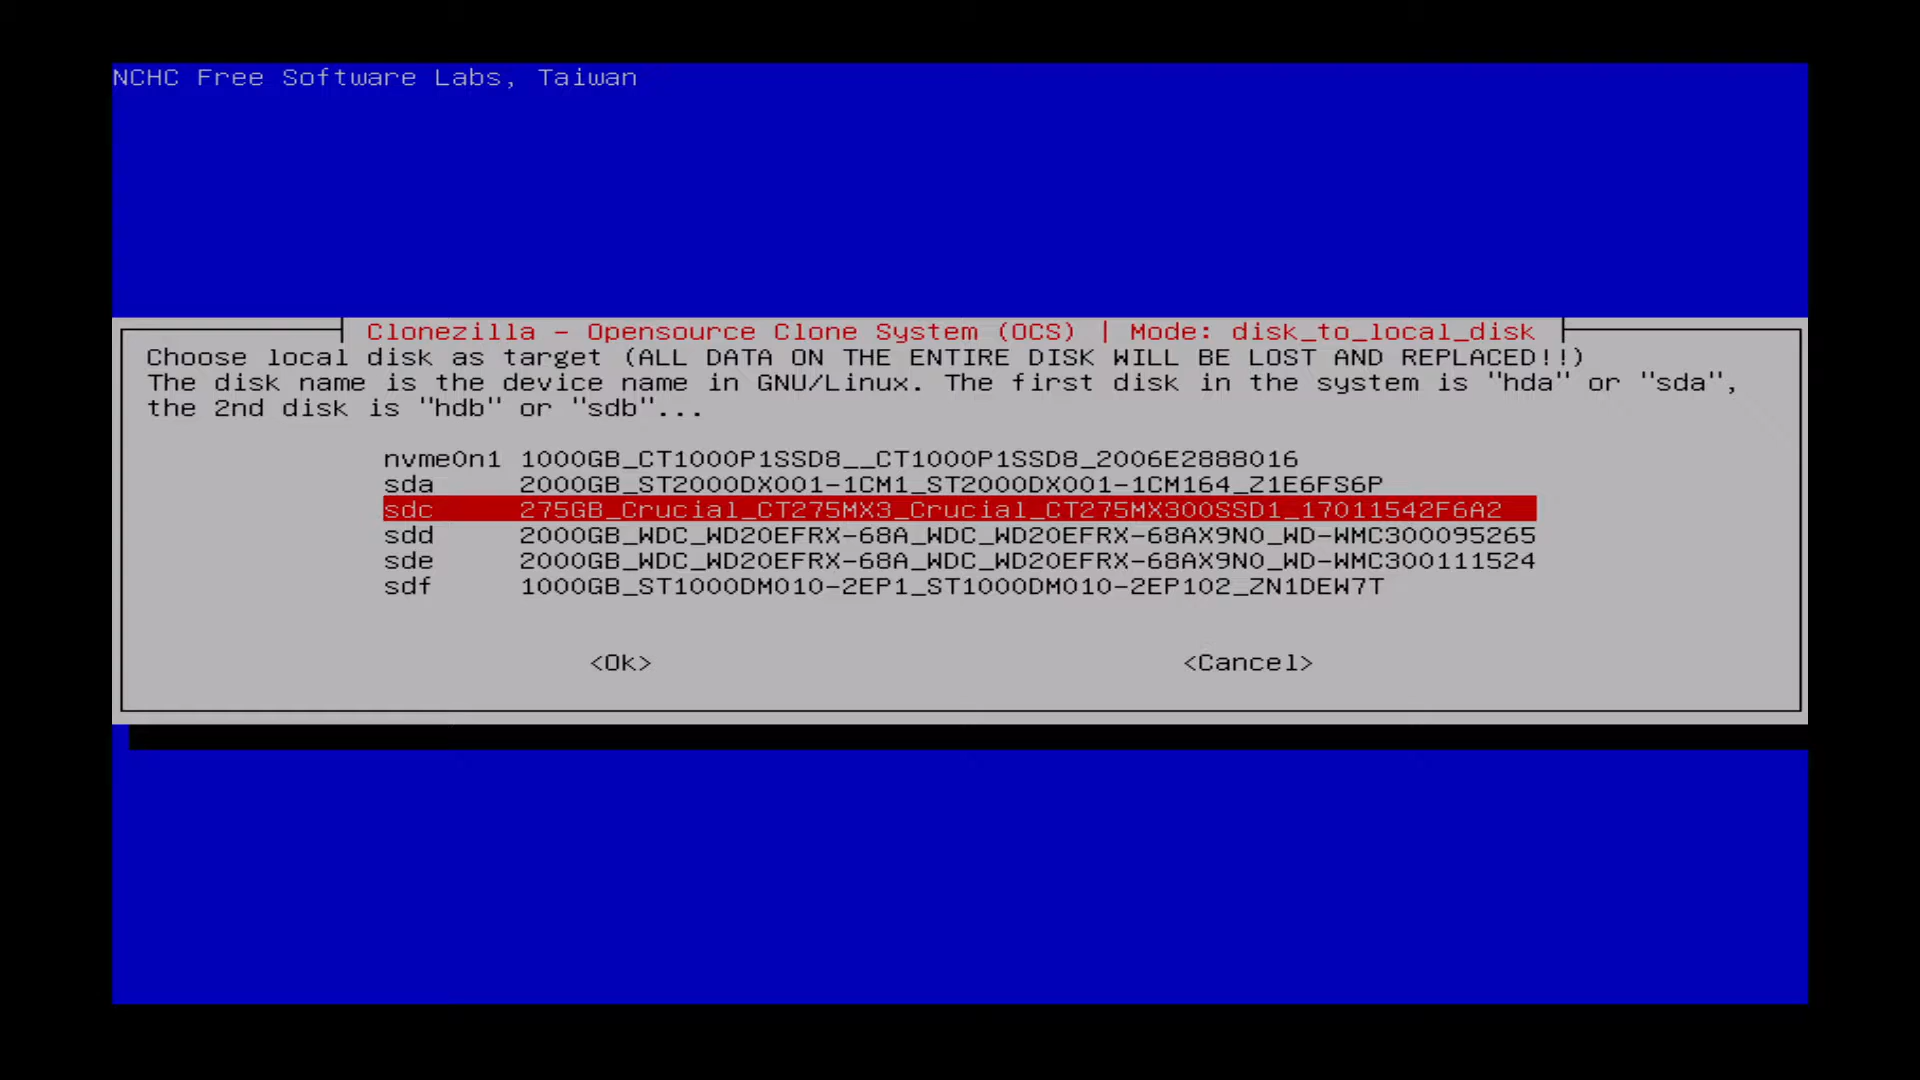 NCHC Free Software Labs, Taiwan
Clonezilla - Opensource Clone System (OCS) | Mode: disk_to_local_disk
Choose local disk as target (ALL DATA ON THE ENTIRE DISK WILL BE LOST AND REPLACED!!)
The disk name is the device name in GNU/Linux. The first disk in the system is "hda" or "sda",
the 2nd disk is "hdb" or "sdb"...
nvme0n1 1000GB_CT1000P1SSD8__CT1000P1SSD8_2006E2888016
sda 2000GB_ST2000DX001-1CM1_ST2000DX001-1CM164_Z1E6FS6P
sdc 275GB_Crucial_CT275MX3_Crucial_CT275MX300SSD1_17011542F6A2
sdd 2000GB_WDC_WD20EFRX-68A_WDC_WD20EFRX-68AX9N0_WD-WMC300095265
sde 2000GB_WDC_WD20EFRX-68A_WDC_WD20EFRX-68AX9N0_WD-WMC300111524
sdf 1000GB_ST1000DM010-2EP1_ST1000DM010-2EP102_ZN1DEW7T
<Ok> <Cancel>